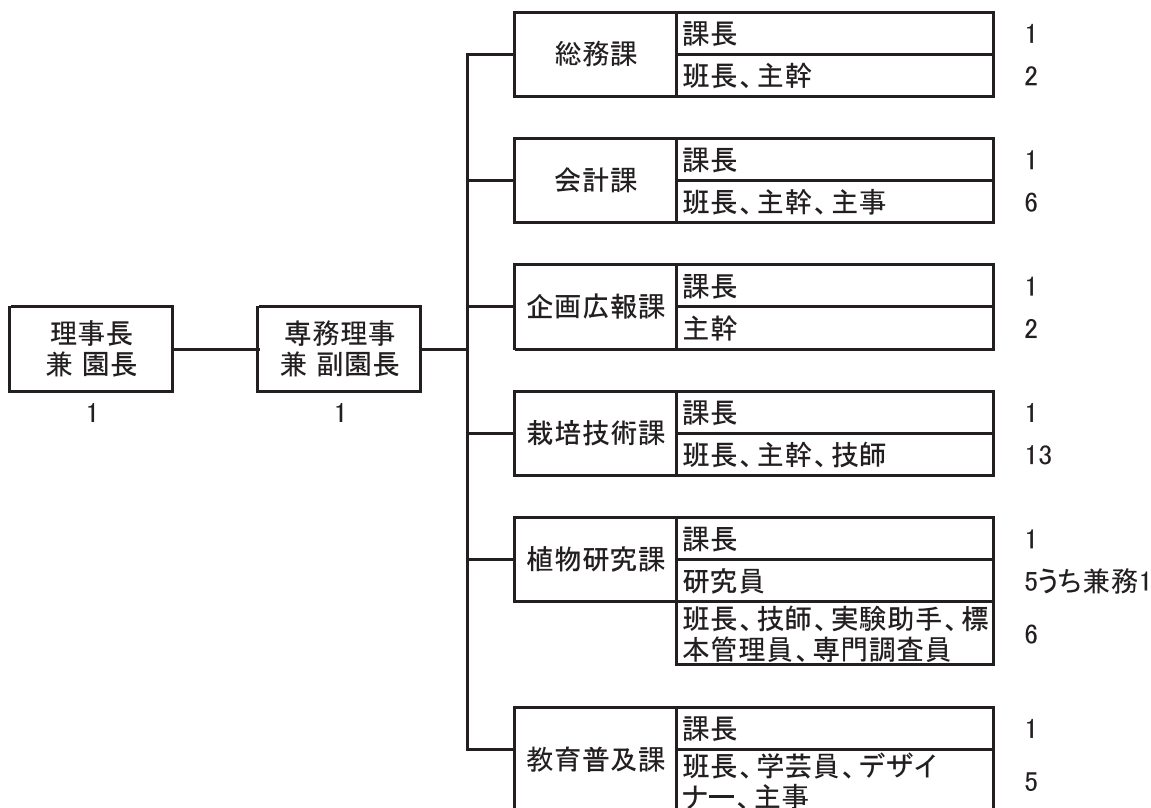 総務課
課長
1
班長、主幹
2
会計課
課長
1
班長、主幹、主事
6
企画広報課
課長
1
主幹
2
理事長
兼 園長
1
専務理事
兼 副園長
1
栽培技術課
課長
1
班長、主幹、技師
13
植物研究課
課長
1
研究員
5うち兼務1
班長、技師、実験助手、標
本管理員、専門調査員
6
教育普及課
課長
1
班長、学芸員、デザイ
ナー、主事
5